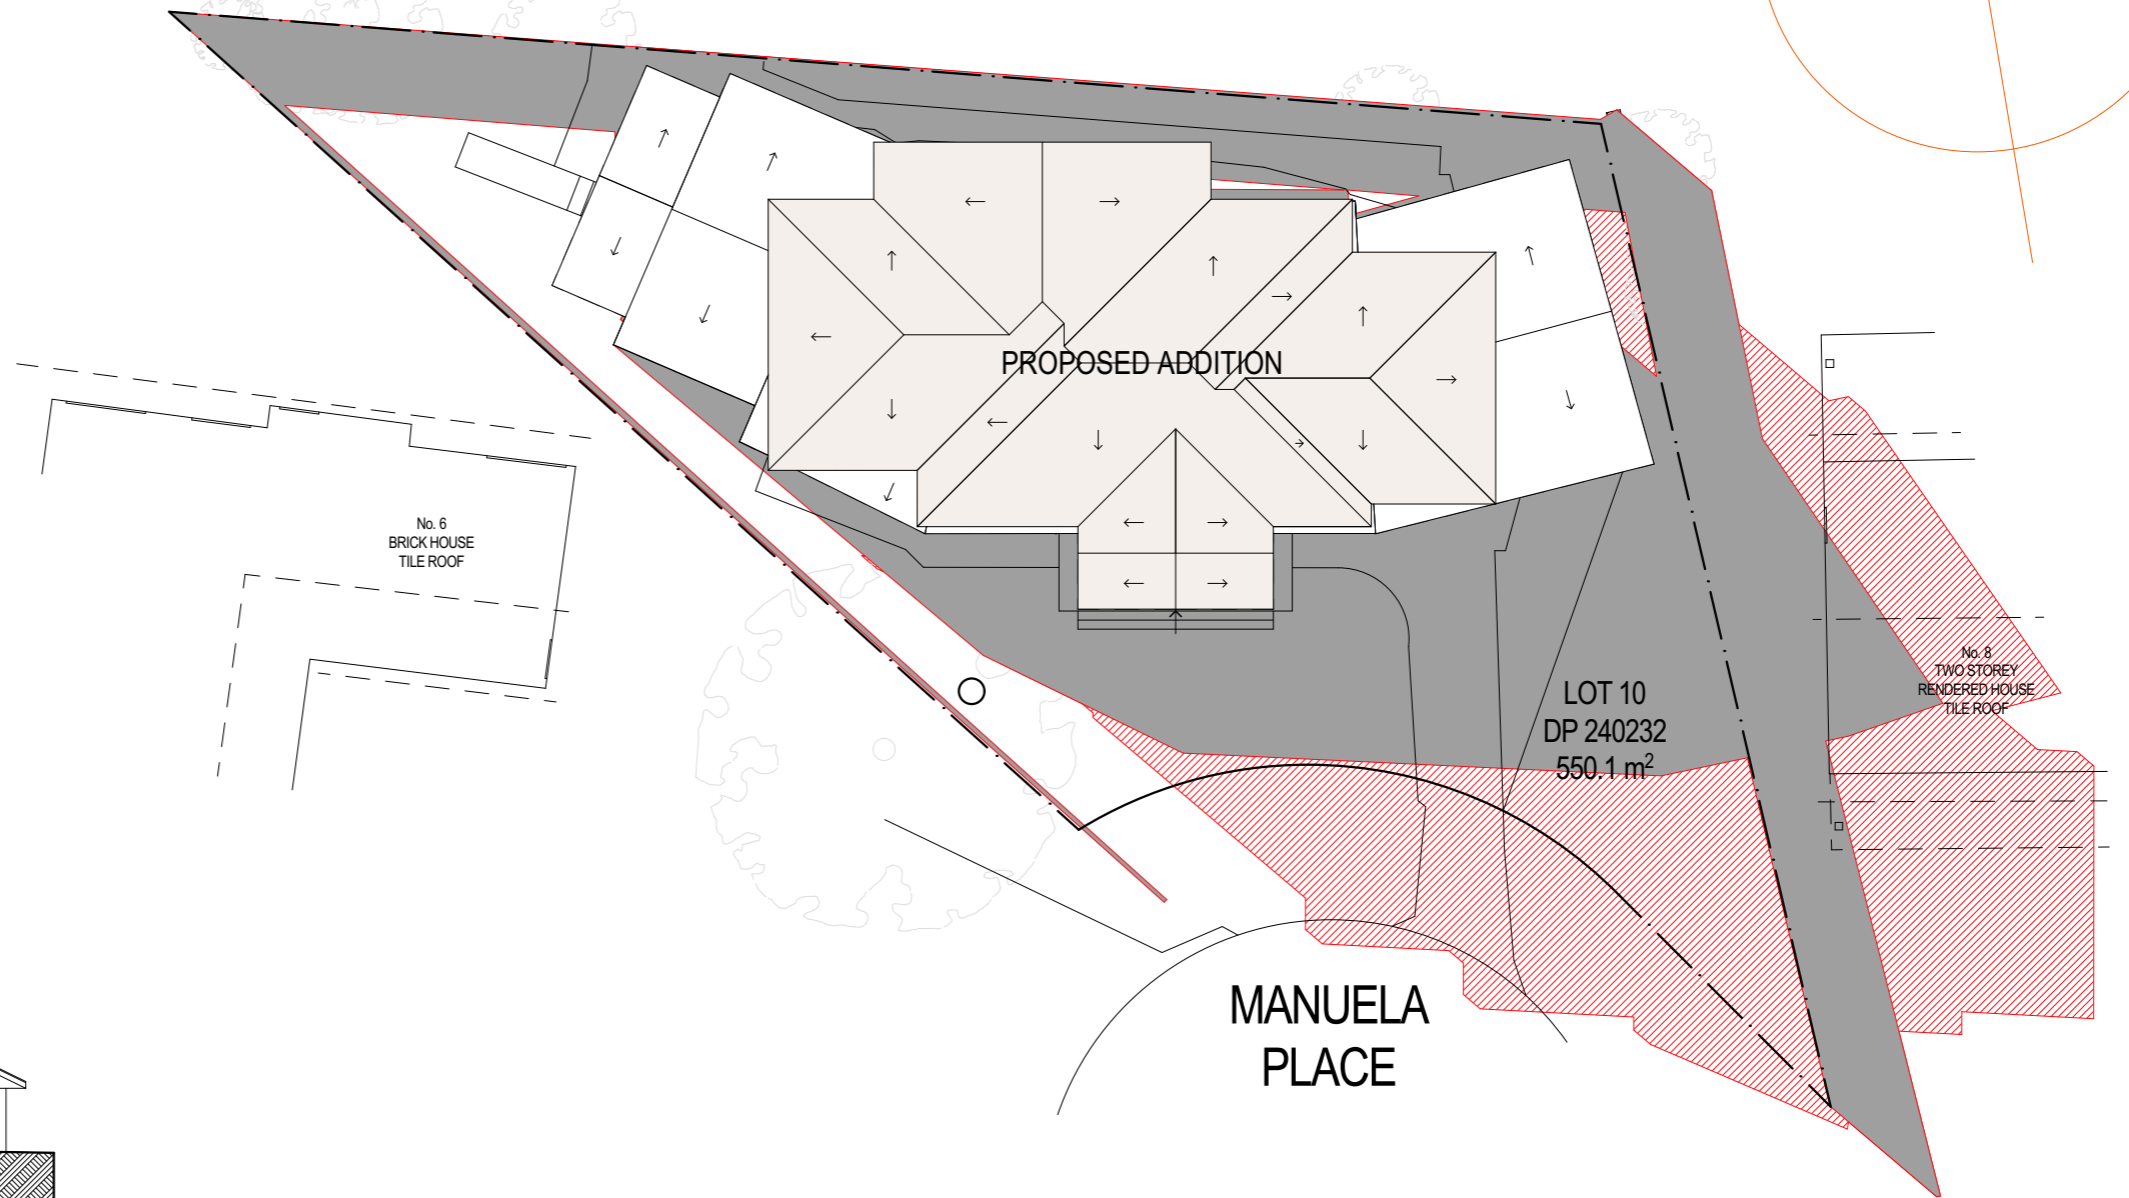 PROPOSED ADDITION
No. 6
BRICK HOUSE
TILE ROOF
No. 8
TWO STOREY
RENDERED HOUSE
TILE ROOF
LOT 10
DP 240232
550.1 m²
MANUELA
PLACE